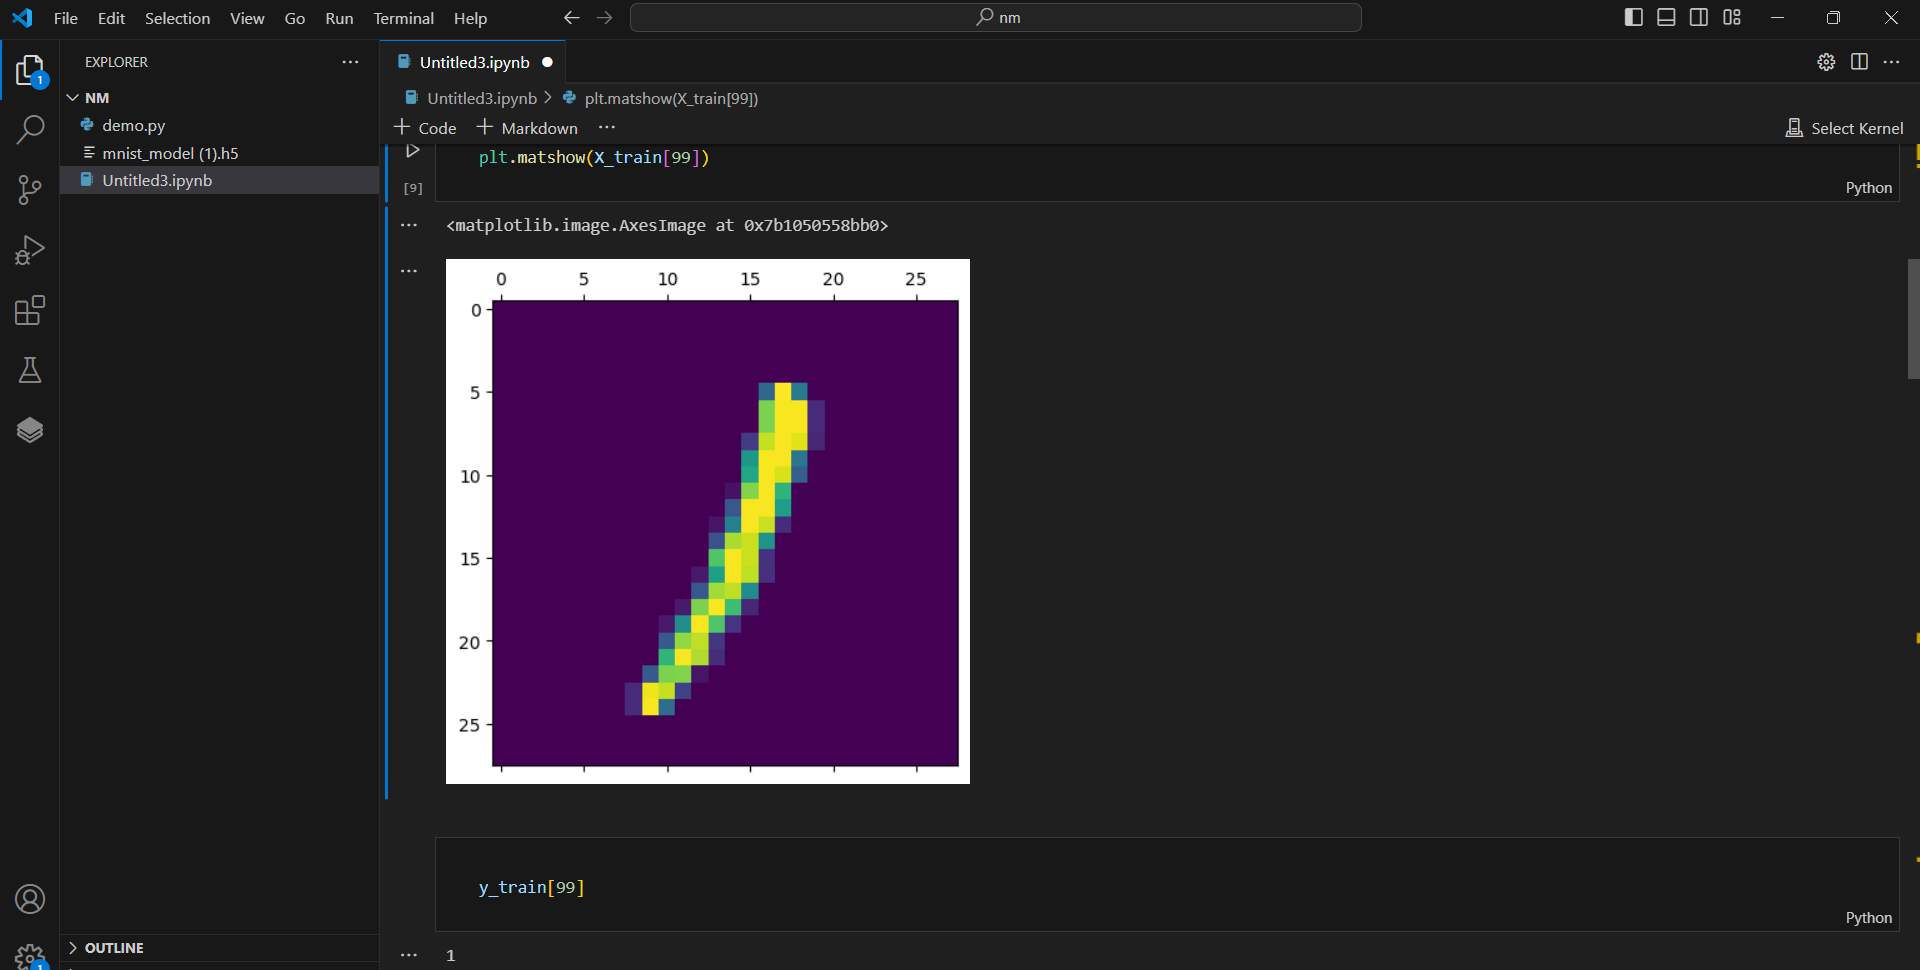 File Edit Selection View Go Run Terminal Help
nm
EXPLORER
NM
demo.py
mnist_model (1).h5
Untitled3.ipynb
OUTLINE
1
1
Untitled3.ipynb
Untitled3.ipynb > plt.matshow(X_train[99])
+ Code + Markdown ...
Select Kernel
plt.matshow(X_train[99])
[9]
Python
<matplotlib.image.AxesImage at 0x7b1050558bb0>
0 5 10 15 20 25
0
5
10
15
20
25
y_train[99]
Python
1